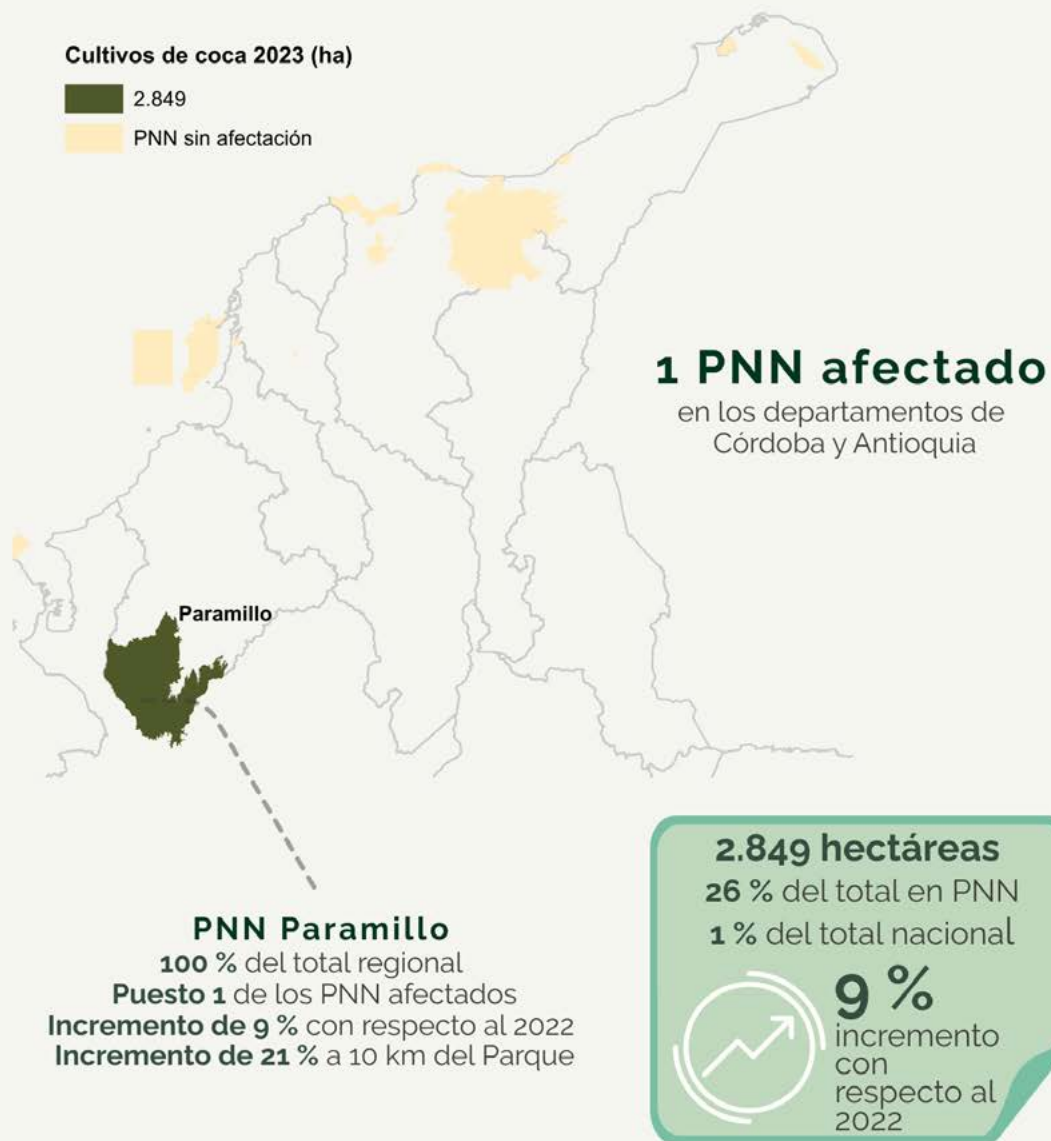 Cultivos de coca 2023 (ha)
2.849
PNN sin afectación
1 PNN afectado
en los departamentos de
Córdoba y Antioquia
Paramillo
PNN Paramillo
100 % del total regional
Puesto 1 de los PNN afectados
Incremento de 9 % con respecto al 2022
Incremento de 21 % a 10 km del Parque
2.849 hectáreas
26 % del total en PNN
1 % del total nacional
9 %
incremento
con
respecto al
2022